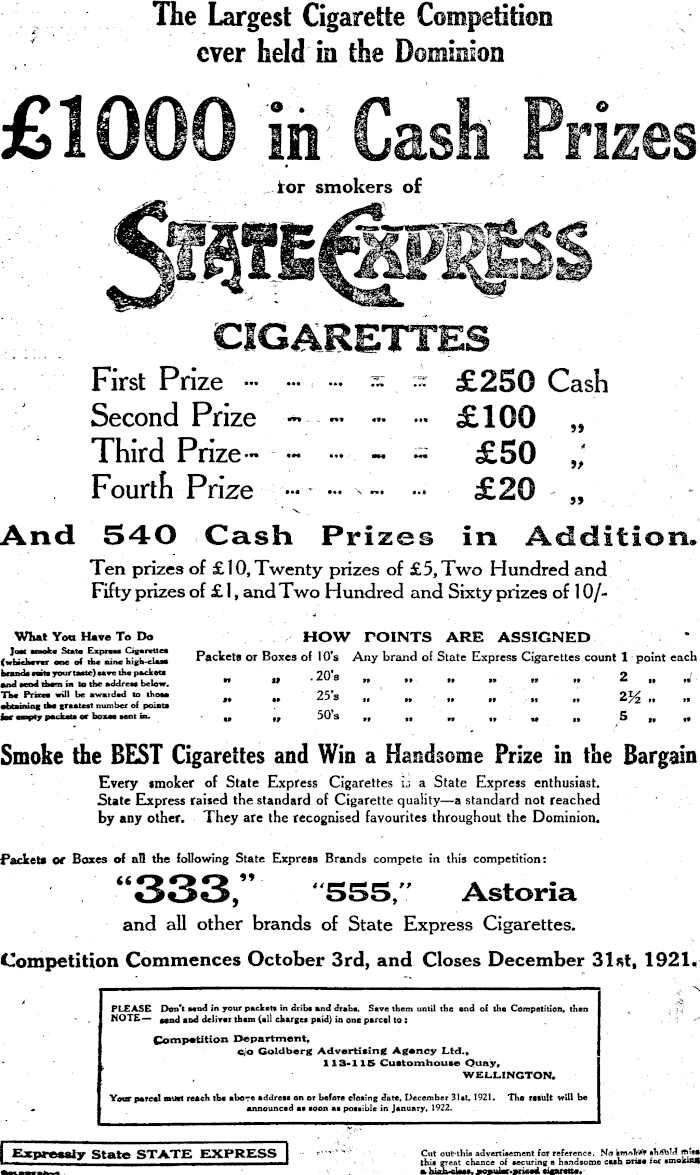 The Largest Cigarette Competition
ever held in the Dominion
£1000 in Cash Prizes
for smokers of
STATE EXPRESS
CIGARETTES
First Prize ... ... ... ... ... £250 Cash
Second Prize ... ... ... ... £100 „
Third Prize ... ... ... ... ... £50 „
Fourth Prize ... ... ... ... £20 „
And 540 Cash Prizes in Addition.
Ten prizes of £10, Twenty prizes of £5, Two Hundred and
Fifty prizes of £1, and Two Hundred and Sixty prizes of 10/-
What You Have To Do
Just smoke State Express Cigarettes
(whichever one of the nine high-class
brands suits your taste) save the packets
and send them in to the address below.
The Prizes will be awarded to those
obtaining the greatest number of points
for empty packets or boxes sent in.
HOW POINTS ARE ASSIGNED
Packets or Boxes of 10's Any brand of State Express Cigarettes count 1 point each
„ „ 20's „ „ „ „ „ „ 2 „ „
„ „ 25's „ „ „ „ „ „ 2½ „ „
„ „ 50's „ „ „ „ „ „ 5 „ „
Smoke the BEST Cigarettes and Win a Handsome Prize in the Bargain
Every smoker of State Express Cigarettes is a State Express enthusiast.
State Express raised the standard of Cigarette quality—a standard not reached
by any other. They are the recognised favourites throughout the Dominion.
Packets or Boxes of all the following State Express Brands compete in this competition:
"333," "555," Astoria
and all other brands of State Express Cigarettes.
Competition Commences October 3rd, and Closes December 31st, 1921.
PLEASE NOTE— Don't send in your packets in dribs and drabs. Save them until the end of the Competition, then
send and deliver them (all charges paid) in one parcel to:
Competition Department,
c/o Goldberg Advertising Agency Ltd.,
113-115 Customhouse Quay,
WELLINGTON.
Your parcel must reach the above address on or before closing date, December 31st, 1921. The result will be
announced as soon as possible in January, 1922.
Expressly State STATE EXPRESS
Cut out this advertisement for reference. No smoker should miss
this great chance of securing a handsome cash prize for smoking
a high-class, popular-priced cigarette.